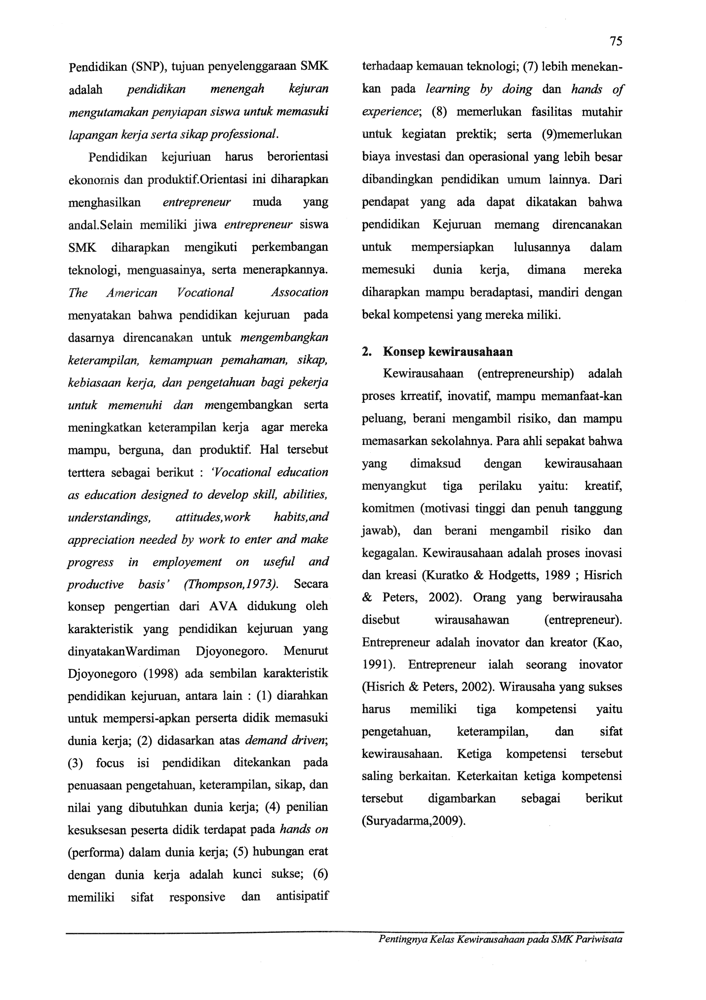 75
Pendidikan (SNP), tujuan penyelenggaraan SMK
adalah pendidikan menengah kejuran
mengutamakan penyiapan siswa untuk memasuki
lapangan kerja serta sikap professional.
Pendidikan kejuriuan harus berorientasi
ekonomis dan produktif.Orientasi ini diharapkan
menghasilkan entrepreneur muda yang
andal.Selain memiliki jiwa entrepreneur siswa
SMK diharapkan mengikuti perkembangan
teknologi, menguasainya, serta menerapkannya.
The American Vocational Assocation
menyatakan bahwa pendidikan kejuruan pada
dasarnya direncanakan untuk mengembangkan
keterampilan, kemampuan pemahaman, sikap,
kebiasaan kerja, dan pengetahuan bagi pekerja
untuk memenuhi dan mengembangkan serta
meningkatkan keterampilan kerja agar mereka
mampu, berguna, dan produktif. Hal tersebut
terttera sebagai berikut : ‘Vocational education
as education designed to develop skill, abilities,
understandings, attitudes,work habits,and
appreciation needed by work to enter and make
progress in employement on useful and
productive basis’ (Thompson,1973). Secara
konsep pengertian dari AVA didukung oleh
karakteristik yang pendidikan kejuruan yang
dinyatakanWardiman Djoyonegoro. Menurut
Djoyonegoro (1998) ada sembilan karakteristik
pendidikan kejuruan, antara lain : (1) diarahkan
untuk mempersi-apkan perserta didik memasuki
dunia kerja; (2) didasarkan atas demand driven;
(3) focus isi pendidikan ditekankan pada
penuasaan pengetahuan, keterampilan, sikap, dan
nilai yang dibutuhkan dunia kerja; (4) penilian
kesuksesan peserta didik terdapat pada hands on
(performa) dalam dunia kerja; (5) hubungan erat
dengan dunia kerja adalah kunci sukse; (6)
memiliki sifat responsive dan antisipatif
terhadaap kemauan teknologi; (7) lebih menekan-
kan pada learning by doing dan hands of
experience; (8) memerlukan fasilitas mutahir
untuk kegiatan prektik; serta (9)memerlukan
biaya investasi dan operasional yang lebih besar
dibandingkan pendidikan umum lainnya. Dari
pendapat yang ada dapat dikatakan bahwa
pendidikan Kejuruan memang direncanakan
untuk mempersiapkan lulusannya dalam
memesuki dunia kerja, dimana mereka
diharapkan mampu beradaptasi, mandiri dengan
bekal kompetensi yang mereka miliki.
2. Konsep kewirausahaan
Kewirausahaan (entrepreneurship) adalah
proses krreatif, inovatif, mampu memanfaat-kan
peluang, berani mengambil risiko, dan mampu
memasarkan sekolahnya. Para ahli sepakat bahwa
yang dimaksud dengan kewirausahaan
menyangkut tiga perilaku yaitu: kreatif,
komitmen (motivasi tinggi dan penuh tanggung
jawab), dan berani mengambil risiko dan
kegagalan. Kewirausahaan adalah proses inovasi
dan kreasi (Kuratko & Hodgetts, 1989 ; Hisrich
& Peters, 2002). Orang yang berwirausaha
disebut wirausahawan (entrepreneur).
Entrepreneur adalah inovator dan kreator (Kao,
1991). Entrepreneur ialah seorang inovator
(Hisrich & Peters, 2002). Wirausaha yang sukses
harus memiliki tiga kompetensi yaitu
pengetahuan, keterampilan, dan sifat
kewirausahaan. Ketiga kompetensi tersebut
saling berkaitan. Keterkaitan ketiga kompetensi
tersebut digambarkan sebagai berikut
(Suryadarma,2009).
Pentingnya Kelas Kewirausahaan pada SMK Pariwisata